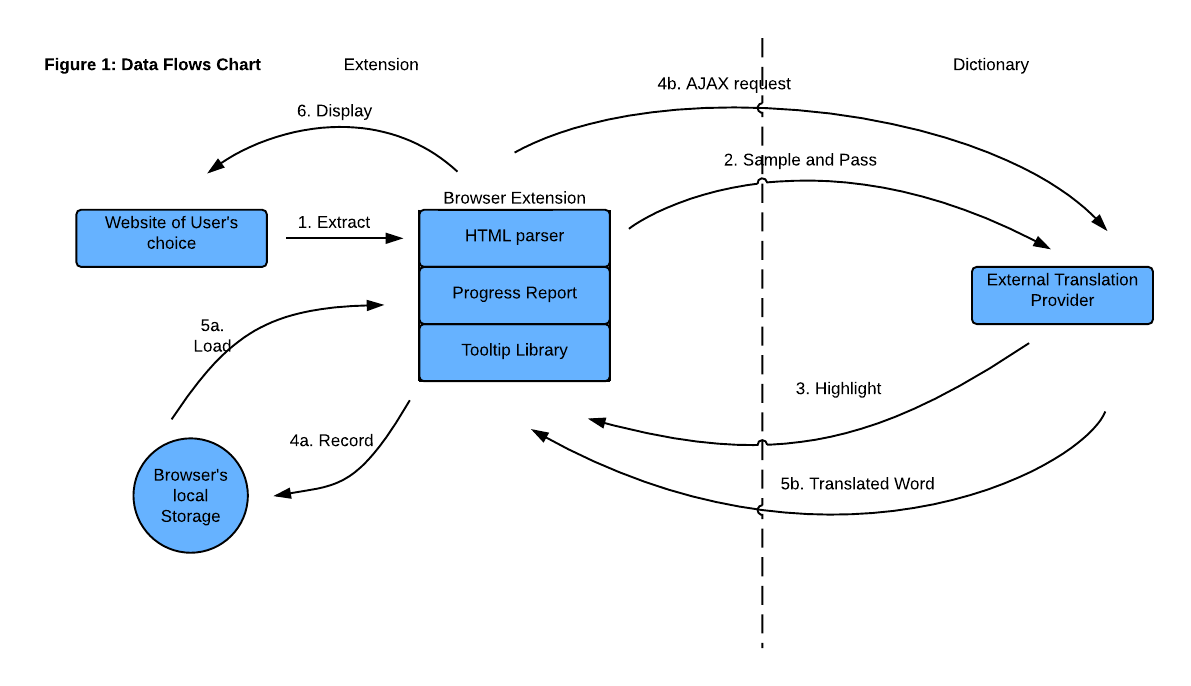 Figure 1: Data Flows Chart
Extension
Dictionary
4b. AJAX request
6. Display
2. Sample and Pass
Browser Extension
Website of User's
choice
1. Extract
HTML parser
Progress Report
Tooltip Library
External Translation
Provider
5a.
Load
3. Highlight
4a. Record
Browser's
local
Storage
5b. Translated Word